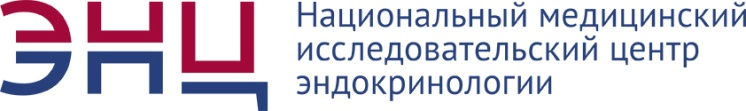 ЭНЦ
Национальный медицинский
исследовательский центр
эндокринологии